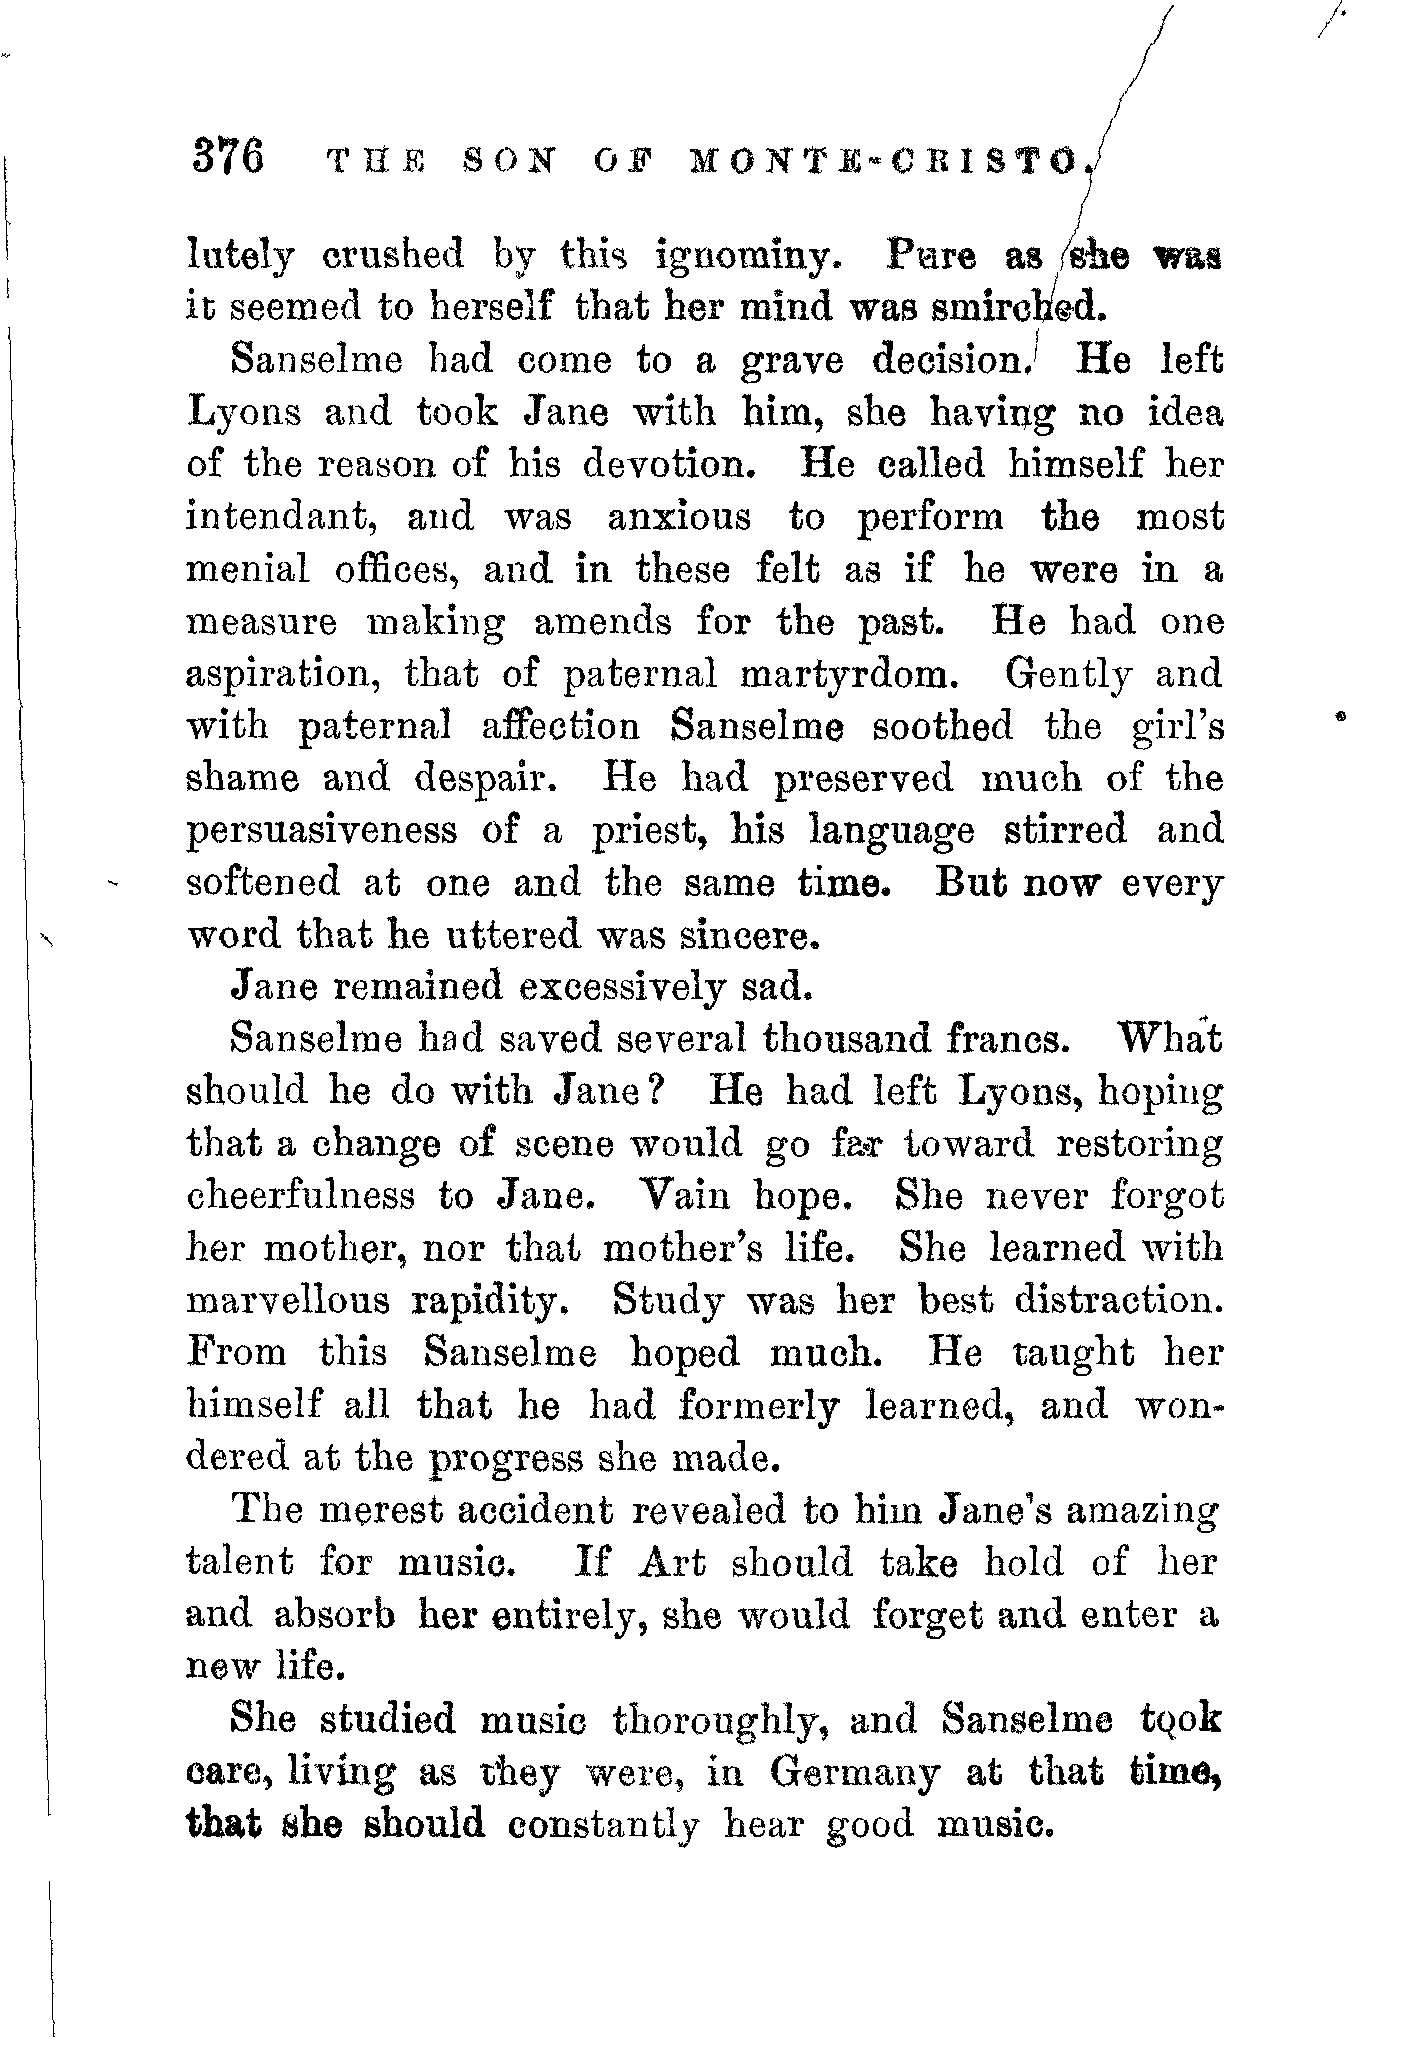 376 THE SON OF MONTE-CRISTO.
lutely crushed by this ignominy. Pure as she was
it seemed to herself that her mind was smirched.
Sanselme had come to a grave decision. He left
Lyons and took Jane with him, she having no idea
of the reason of his devotion. He called himself her
intendant, and was anxious to perform the most
menial offices, and in these felt as if he were in a
measure making amends for the past. He had one
aspiration, that of paternal martyrdom. Gently and
with paternal affection Sanselme soothed the girl's
shame and despair. He had preserved much of the
persuasiveness of a priest, his language stirred and
softened at one and the same time. But now every
word that he uttered was sincere.
Jane remained excessively sad.
Sanselme had saved several thousand francs. What
should he do with Jane? He had left Lyons, hoping
that a change of scene would go far toward restoring
cheerfulness to Jane. Vain hope. She never forgot
her mother, nor that mother's life. She learned with
marvellous rapidity. Study was her best distraction.
From this Sanselme hoped much. He taught her
himself all that he had formerly learned, and won-
dered at the progress she made.
The merest accident revealed to him Jane's amazing
talent for music. If Art should take hold of her
and absorb her entirely, she would forget and enter a
new life.
She studied music thoroughly, and Sanselme took
care, living as they were, in Germany at that time,
that she should constantly hear good music.